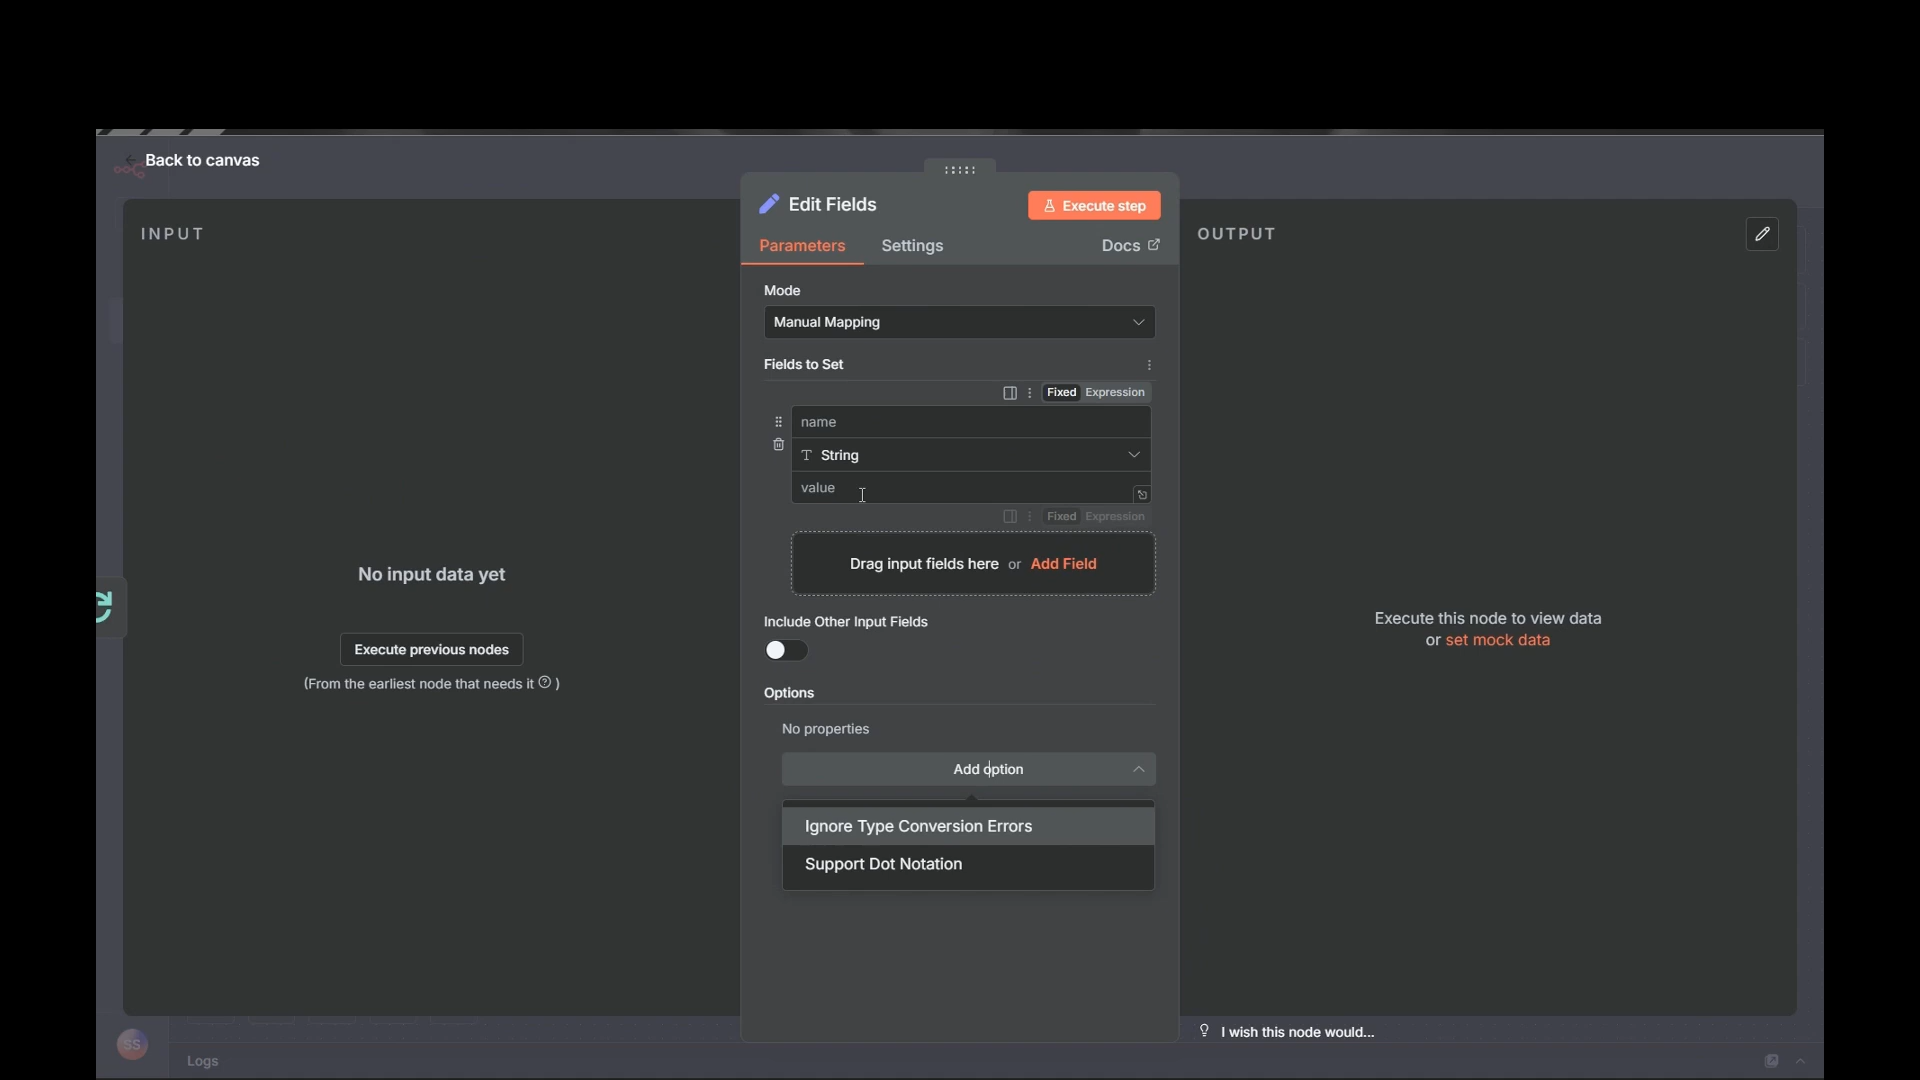 Back to canvas
INPUT
No input data yet
Execute previous nodes
(From the earliest node that needs it ? )
Edit Fields
Execute step
Parameters
Settings
Docs
Mode
Manual Mapping
Fields to Set
Fixed Expression
name
T String
value
Fixed Expression
Drag input fields here or Add Field
Include Other Input Fields
Options
No properties
Add option
Ignore Type Conversion Errors
Support Dot Notation
OUTPUT
Execute this node to view data
or set mock data
I wish this node would...
SS
Logs